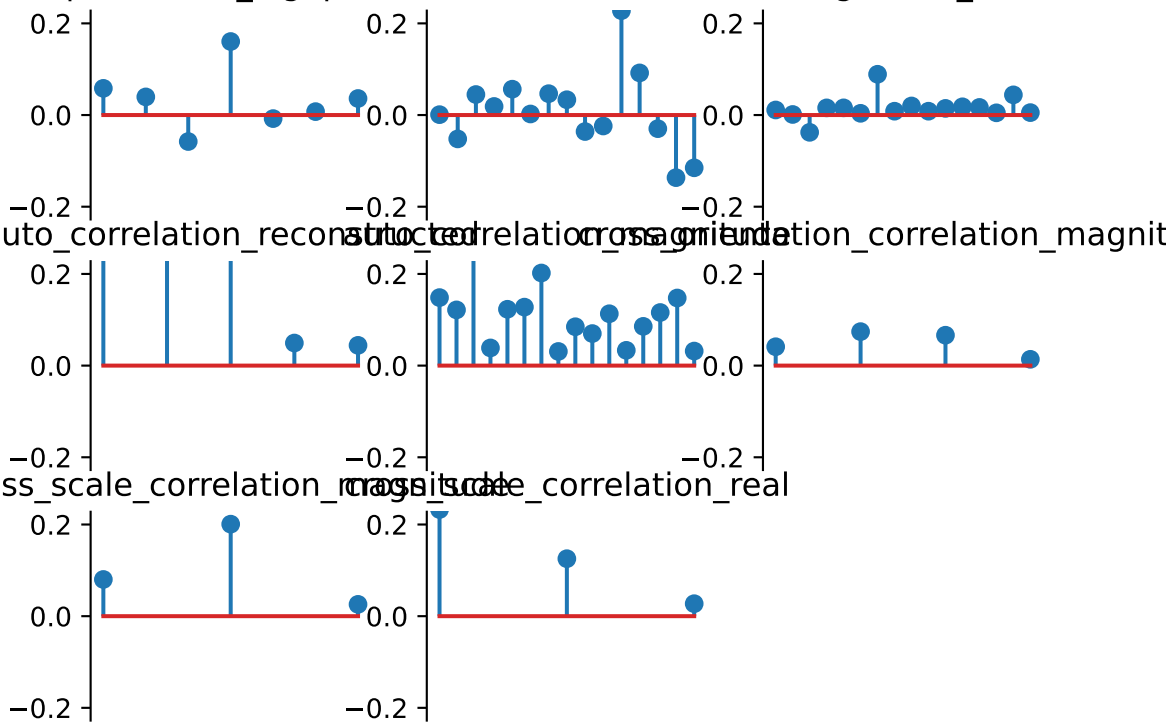 0.2 0.2 0.2
0.0 0.0 0.0
−0.2 −0.2 −0.2
uto_correlation_reconstructed auto_correlation_magnitude cross_orientation_correlation_magnit
0.2 0.2 0.2
0.0 0.0 0.0
−0.2 −0.2 −0.2
ss_scale_correlation_magnitude cross_scale_correlation_real
0.2 0.2
0.0 0.0
−0.2 −0.2